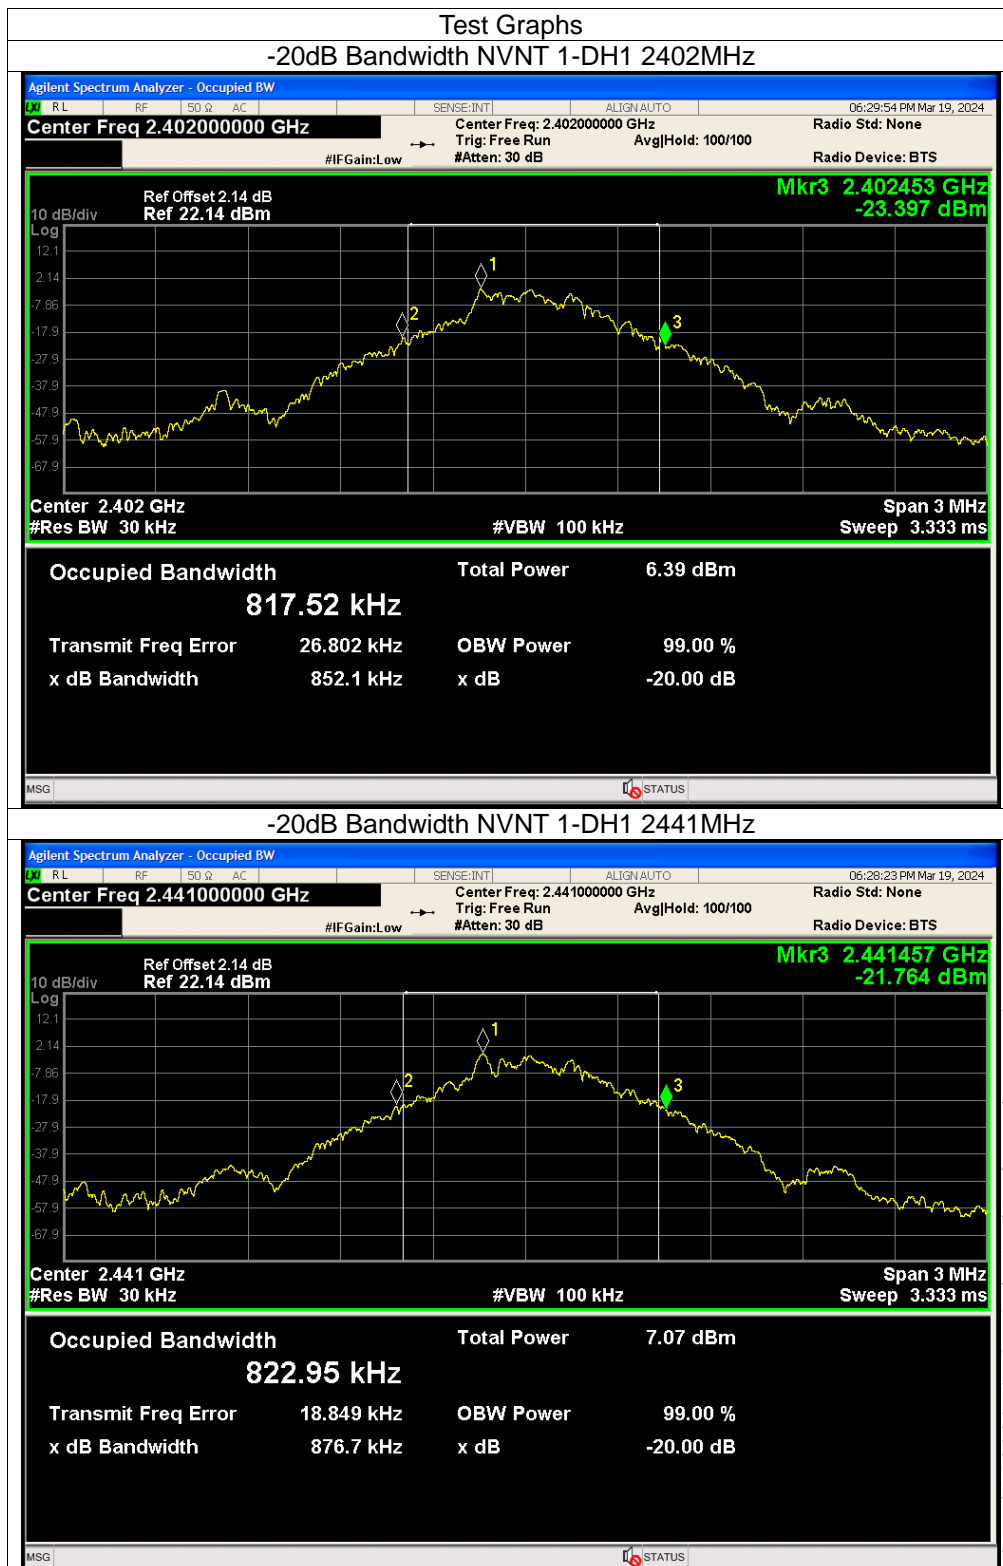 Test Graphs
-20dB Bandwidth NVNT 1-DH1 2402MHz
Agilent Spectrum Analyzer - Occupied BW
LXI RL RF 50 Ω AC SENSE:INT ALIGN AUTO 06:29:54 PM Mar 19, 2024
Center Freq 2.402000000 GHz Center Freq: 2.402000000 GHz Radio Std: None
Trig: Free Run Avg|Hold: 100/100
#IFGain:Low #Atten: 30 dB Radio Device: BTS
Mkr3 2.402453 GHz
Ref Offset 2.14 dB -23.397 dBm
10 dB/div Ref 22.14 dBm
Log
12.1
2.14
-7.86
-17.9
-27.9
-37.9
-47.9
-57.9
-67.9
1
2
3
Center 2.402 GHz Span 3 MHz
#Res BW 30 kHz #VBW 100 kHz Sweep 3.333 ms
Occupied Bandwidth Total Power 6.39 dBm
817.52 kHz
Transmit Freq Error 26.802 kHz OBW Power 99.00 %
x dB Bandwidth 852.1 kHz x dB -20.00 dB
MSG STATUS
-20dB Bandwidth NVNT 1-DH1 2441MHz
Agilent Spectrum Analyzer - Occupied BW
LXI RL RF 50 Ω AC SENSE:INT ALIGN AUTO 06:28:23 PM Mar 19, 2024
Center Freq 2.441000000 GHz Center Freq: 2.441000000 GHz Radio Std: None
Trig: Free Run Avg|Hold: 100/100
#IFGain:Low #Atten: 30 dB Radio Device: BTS
Mkr3 2.441457 GHz
Ref Offset 2.14 dB -21.764 dBm
10 dB/div Ref 22.14 dBm
Log
12.1
2.14
-7.86
-17.9
-27.9
-37.9
-47.9
-57.9
-67.9
1
2
3
Center 2.441 GHz Span 3 MHz
#Res BW 30 kHz #VBW 100 kHz Sweep 3.333 ms
Occupied Bandwidth Total Power 7.07 dBm
822.95 kHz
Transmit Freq Error 18.849 kHz OBW Power 99.00 %
x dB Bandwidth 876.7 kHz x dB -20.00 dB
MSG STATUS